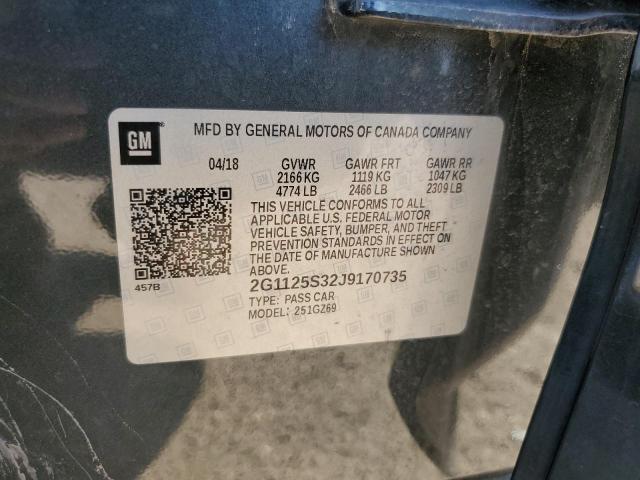 GM
MFD BY GENERAL MOTORS OF CANADA COMPANY
04/18 GVWR GAWR FRT GAWR RR
2166 KG 1119 KG 1047 KG
4774 LB 2466 LB 2309 LB
THIS VEHICLE CONFORMS TO ALL
APPLICABLE U.S. FEDERAL MOTOR
VEHICLE SAFETY, BUMPER, AND THEFT
PREVENTION STANDARDS IN EFFECT ON
THE DATE OF MANUFACTURE SHOWN
ABOVE.
457B
2G1125S32J9170735
TYPE: PASS CAR
MODEL: 251GZ69